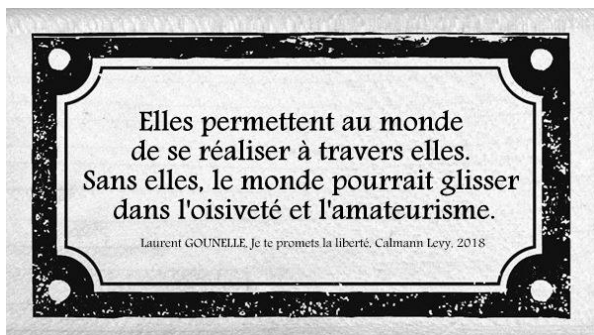 Elles permettent au monde
de se réaliser à travers elles.
Sans elles, le monde pourrait glisser
dans l'oisiveté et l'amateurisme.
Laurent GOUNELLE, Je te promets la liberté, Calmann Levy, 2018